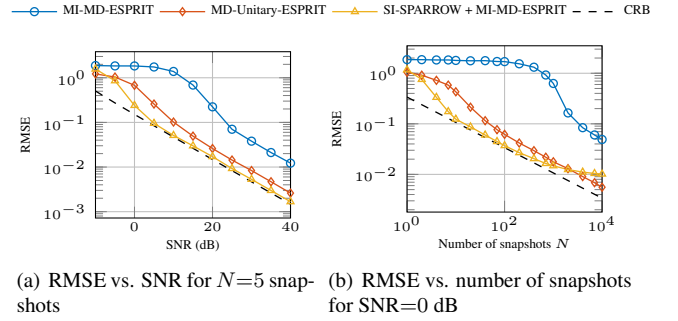 MI-MD-ESPRIT MD-Unitary-ESPRIT SI-SPARROW + MI-MD-ESPRIT CRB
10^0
10^−1
10^−2
10^−3
RMSE
0 20 40
SNR (dB)
10^0
10^−1
10^−2
RMSE
10^0 10^2 10^4
Number of snapshots N
(a) RMSE vs. SNR for N=5 snap-
shots
(b) RMSE vs. number of snapshots
for SNR=0 dB